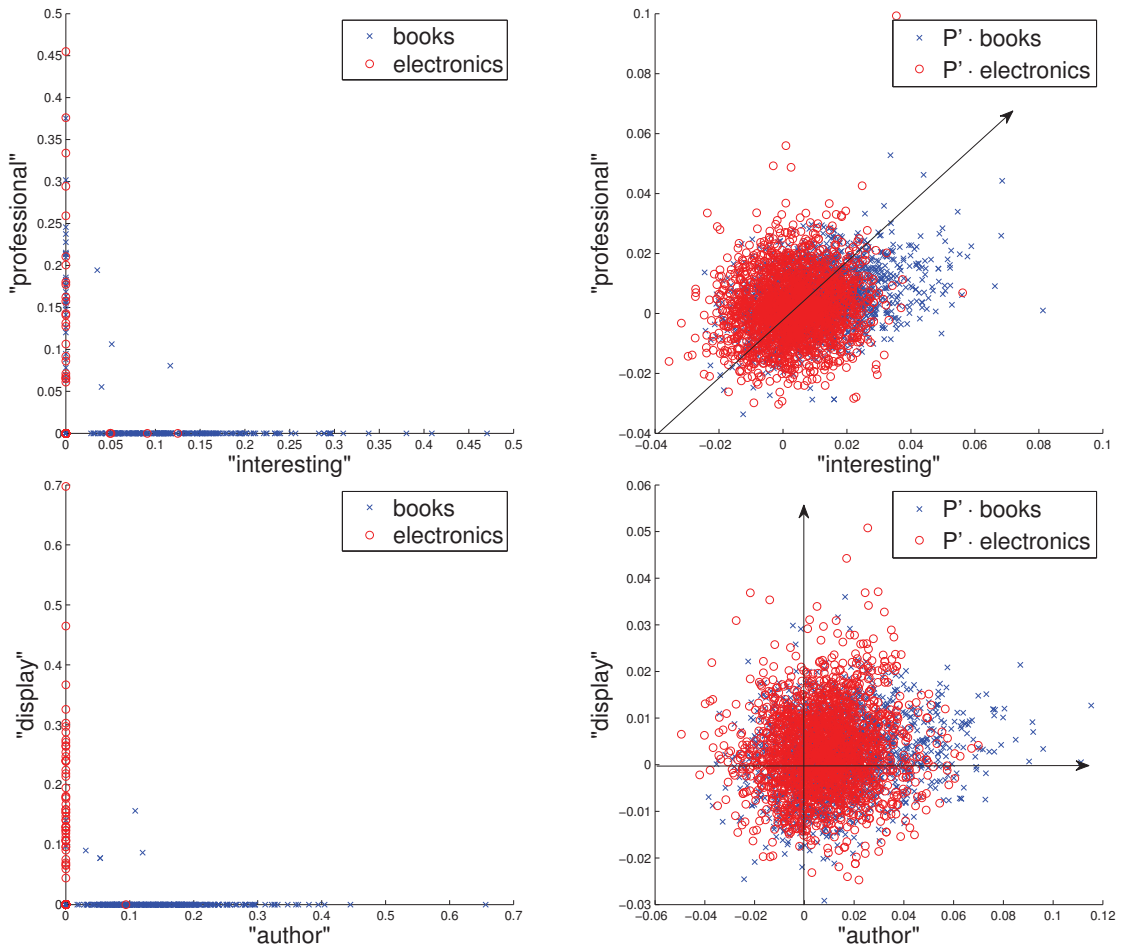 0.5
0.45
0.4
0.35
0.3
0.25
0.2
0.15
0.1
0.05
0
"professional"
× books
○ electronics
0 0.05 0.1 0.15 0.2 0.25 0.3 0.35 0.4 0.45 0.5
"interesting"
0.1
0.08
0.06
0.04
0.02
0
−0.02
−0.04
"professional"
× P' · books
○ P' · electronics
−0.04 −0.02 0 0.02 0.04 0.06 0.08 0.1
"interesting"
0.7
0.6
0.5
0.4
0.3
0.2
0.1
0
"display"
× books
○ electronics
0 0.1 0.2 0.3 0.4 0.5 0.6 0.7
"author"
0.06
0.05
0.04
0.03
0.02
0.01
0
−0.01
−0.02
−0.03
"display"
× P' · books
○ P' · electronics
−0.06 −0.04 −0.02 0 0.02 0.04 0.06 0.08 0.1 0.12
"author"